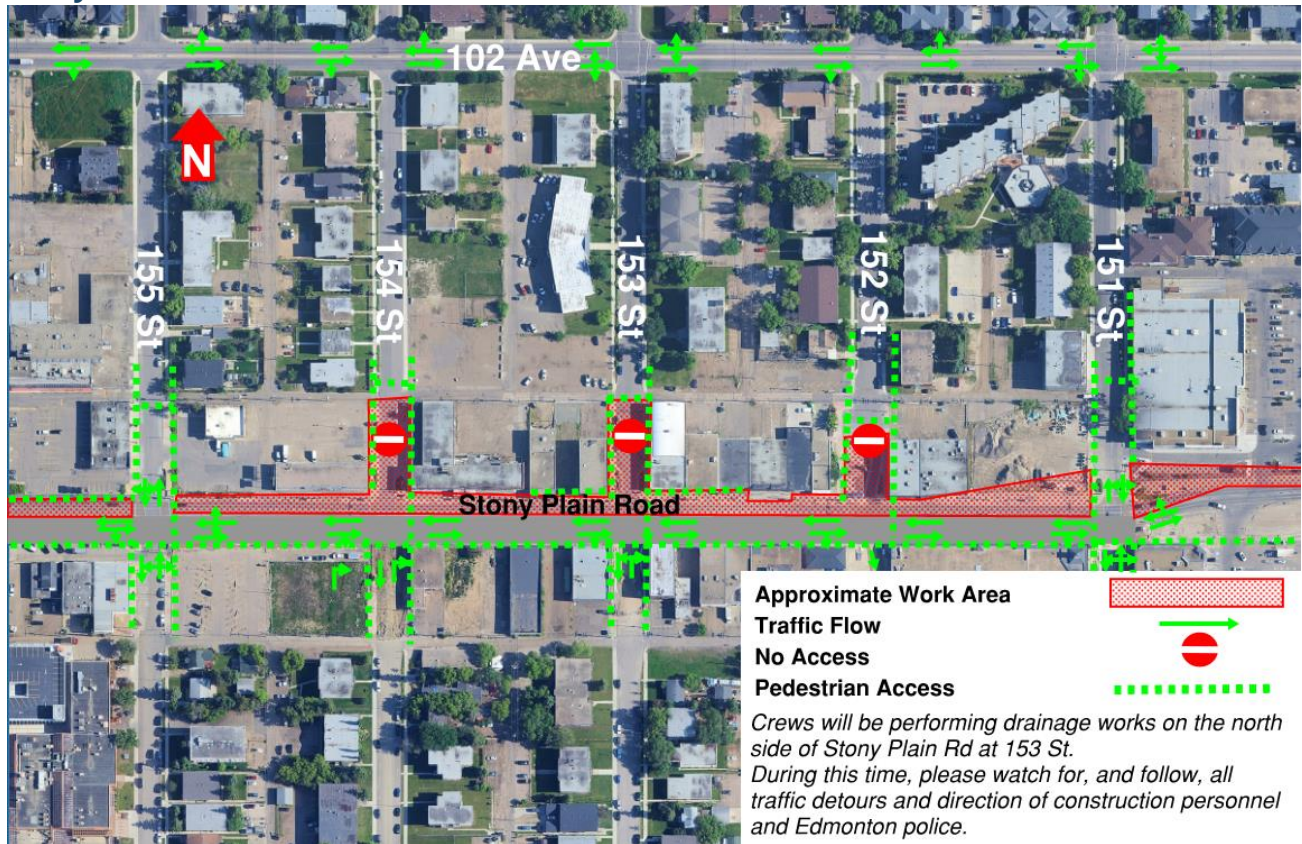 102 Ave
N
155 St
154 St
153 St
152 St
151 St
Stony Plain Road
Approximate Work Area
Traffic Flow
No Access
Pedestrian Access
Crews will be performing drainage works on the north
side of Stony Plain Rd at 153 St.
During this time, please watch for, and follow, all
traffic detours and direction of construction personnel
and Edmonton police.